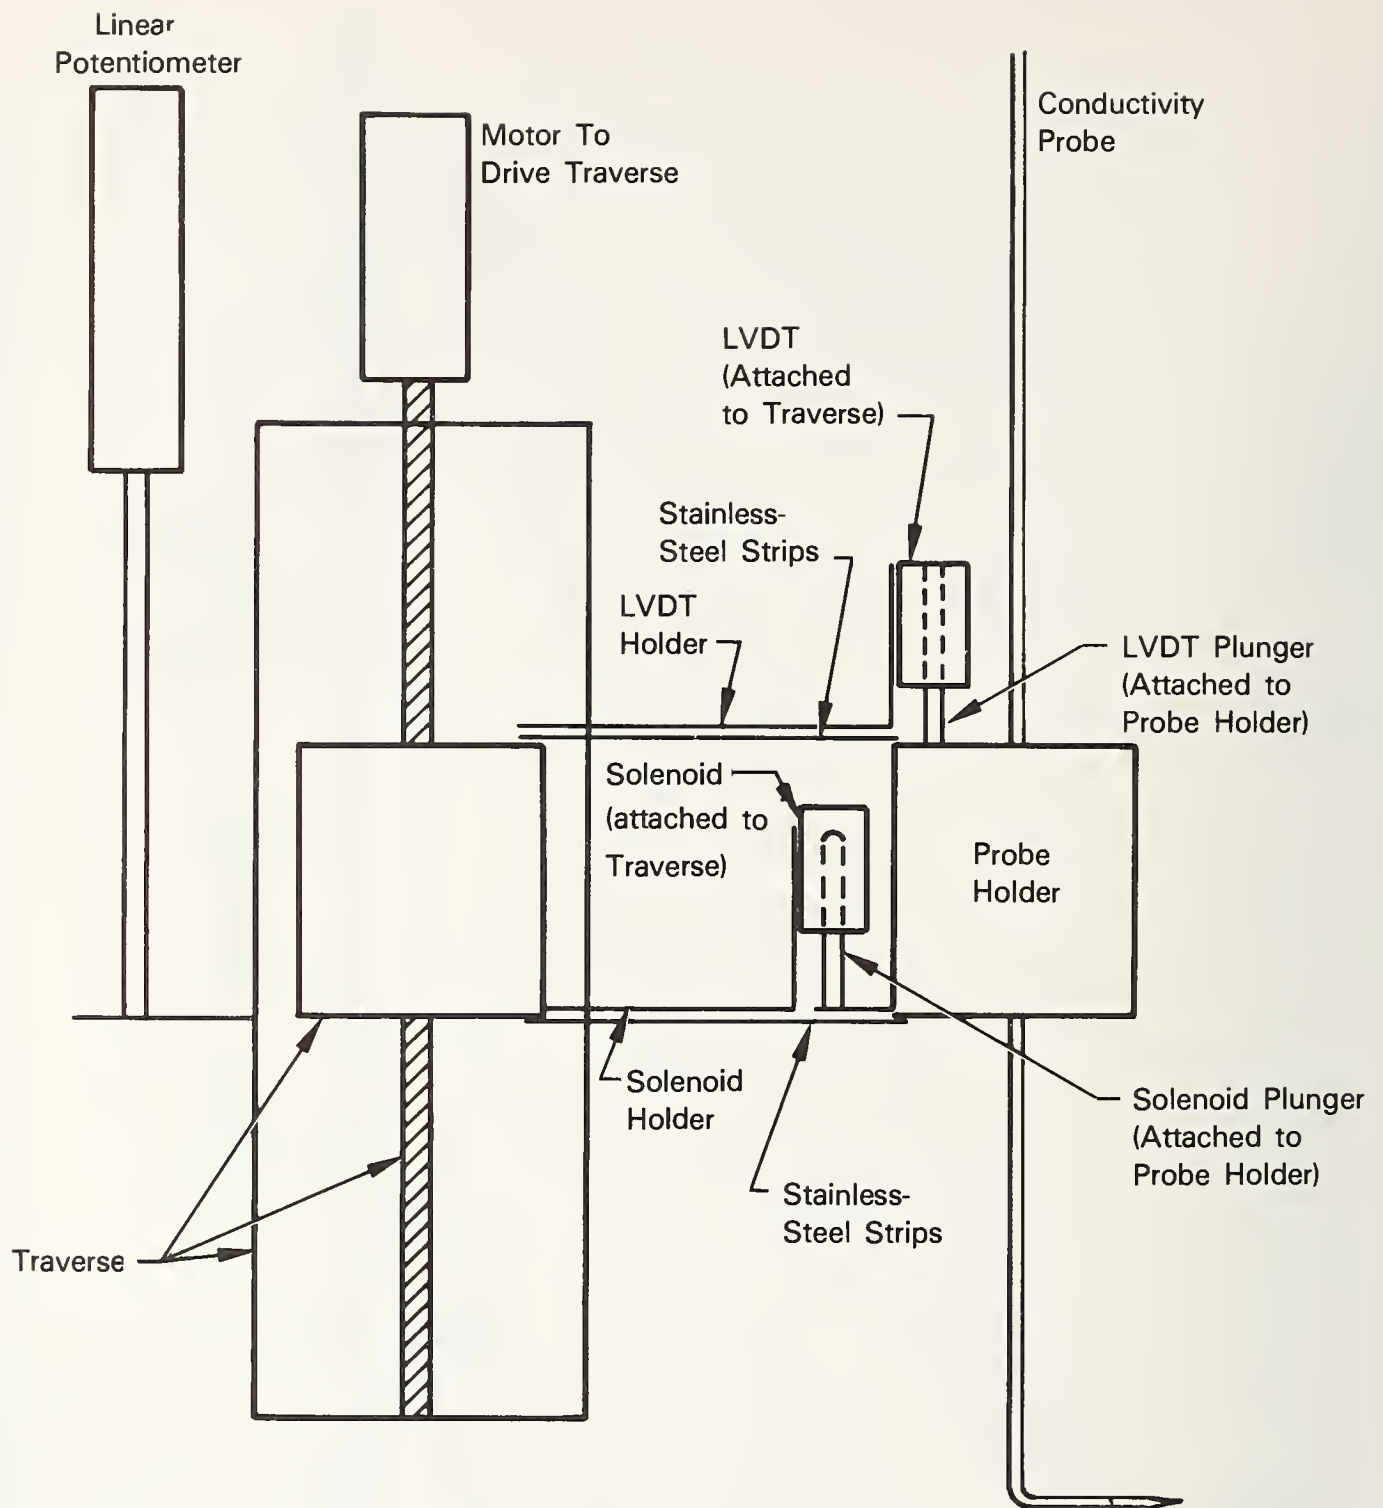 Linear
Potentiometer
Motor To
Drive Traverse
Conductivity
Probe
LVDT
(Attached
to Traverse)
Stainless-
Steel Strips
LVDT
Holder
LVDT Plunger
(Attached to
Probe Holder)
Solenoid
(attached to
Traverse)
Probe
Holder
Solenoid
Holder
Solenoid Plunger
(Attached to
Probe Holder)
Stainless-
Steel Strips
Traverse